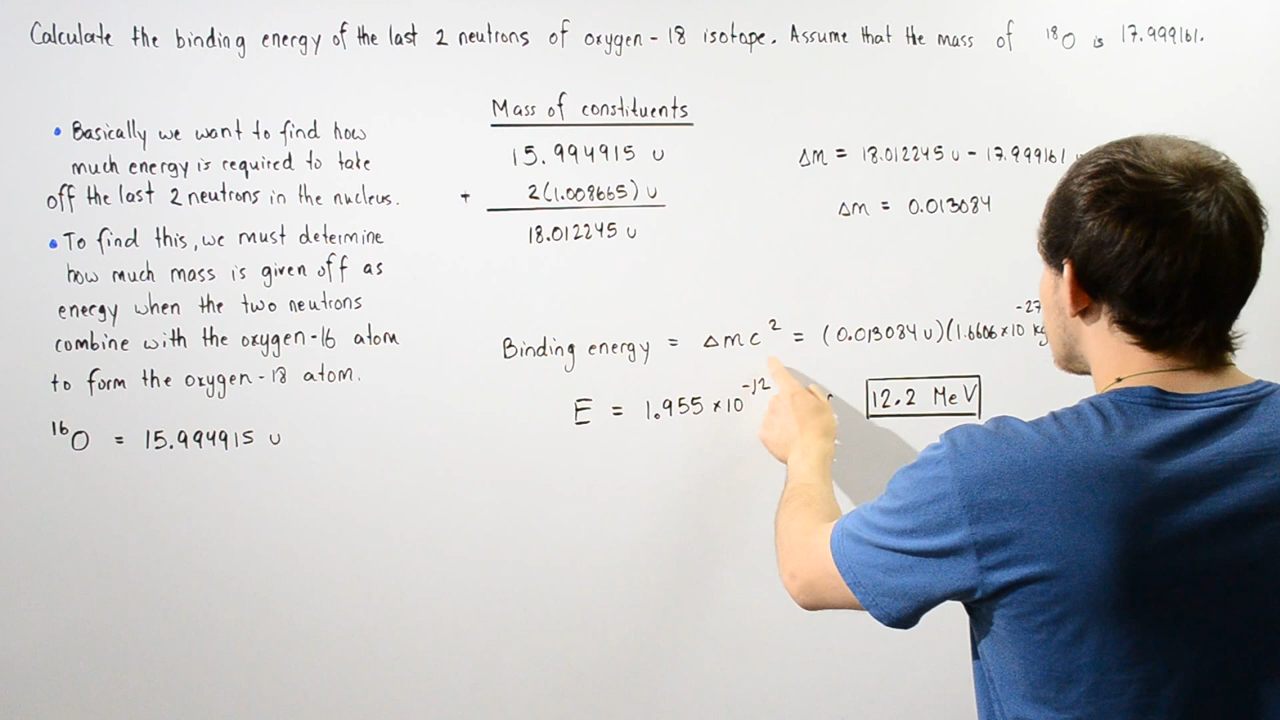 Calculate the binding energy of the last 2 neutrons of oxygen-18 isotope. Assume that the mass of ¹⁸O is 17.999161.
• Basically we want to find how
much energy is required to take
off the last 2 neutrons in the nucleus.
• To find this, we must determine
how much mass is given off as
energy when the two neutrons
combine with the oxygen-16 atom
to form the oxygen-18 atom.
¹⁶O = 15.994915 u
Mass of constituents
15.994915 u
+ 2(1.008665) u
18.012245 u
Δm = 18.012245 u - 17.999161
Δm = 0.013084
Binding energy = Δmc² = (0.013084 u)(1.6606×10⁻²⁷ kg
E = 1.955×10⁻¹² 12.2 MeV